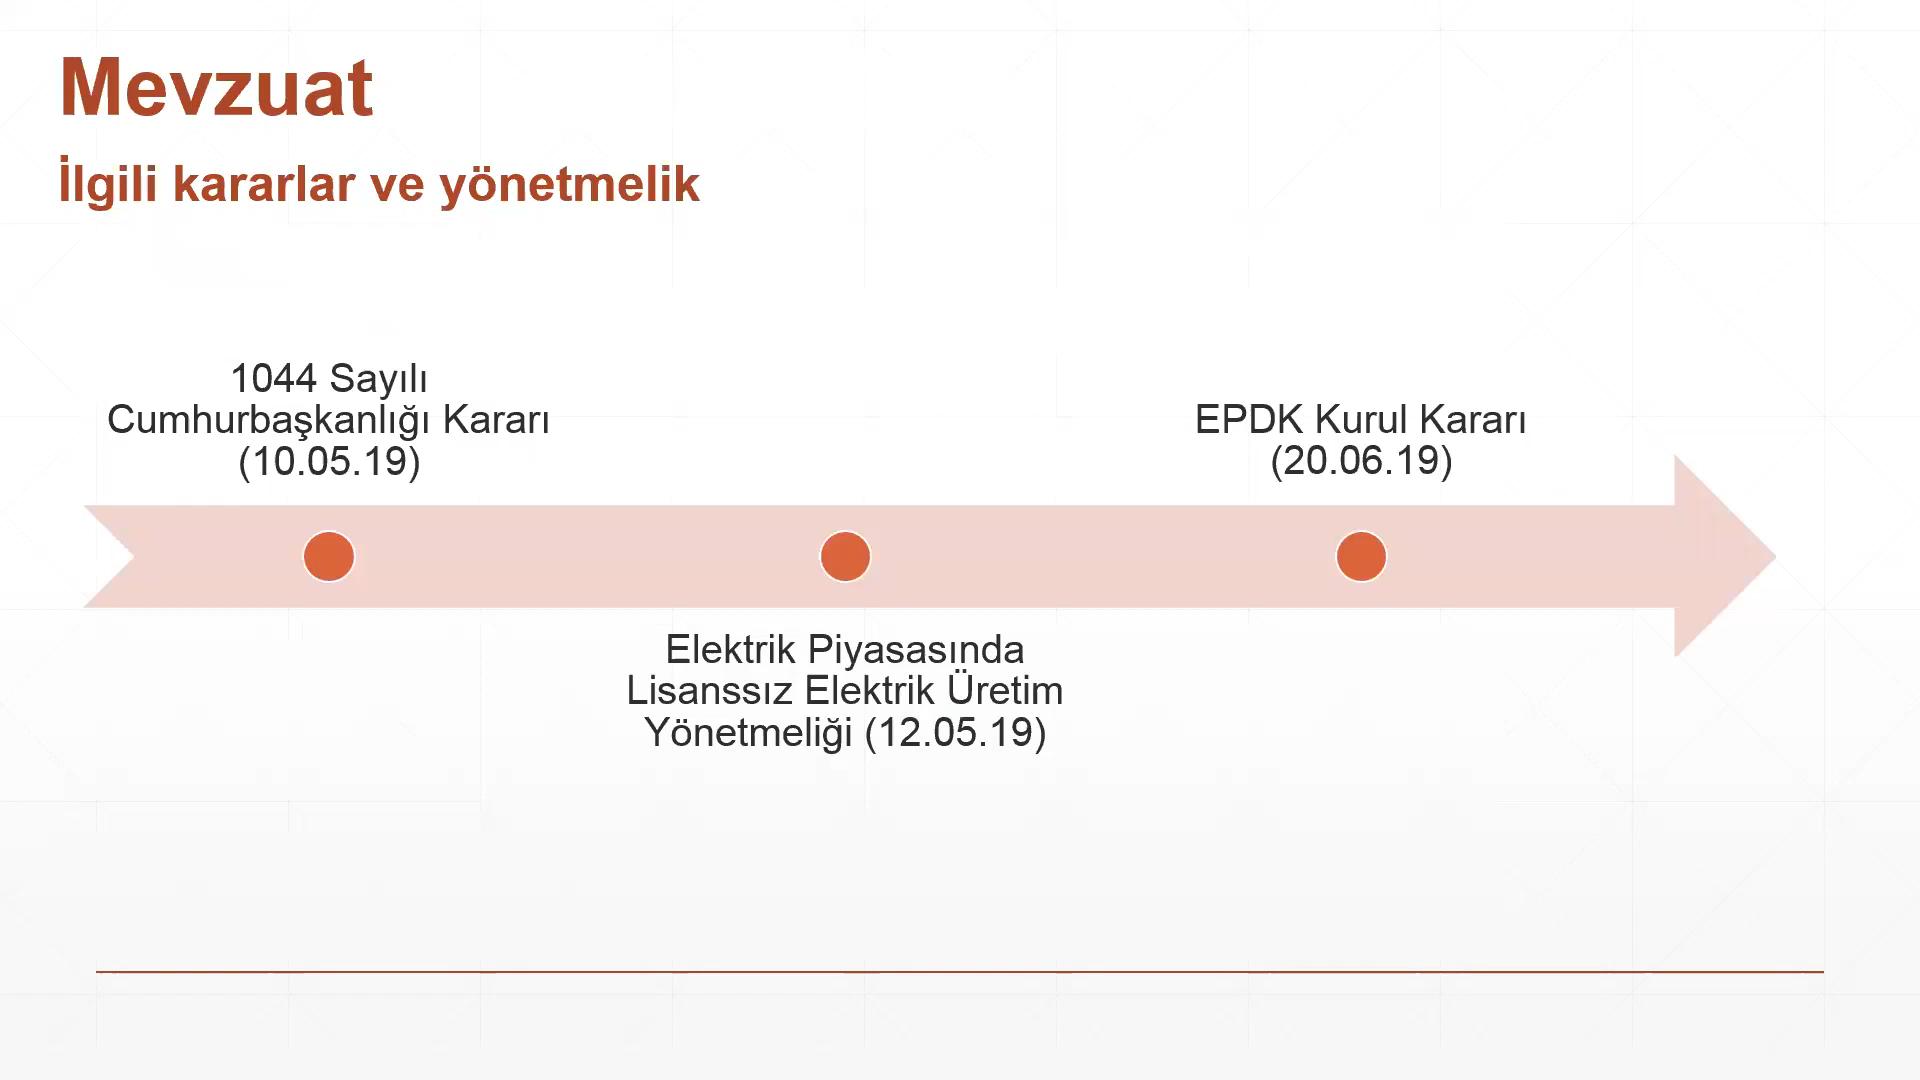 Mevzuat
İlgili kararlar ve yönetmelik
1044 Sayılı
Cumhurbaşkanlığı Kararı
(10.05.19)
Elektrik Piyasasında
Lisanssız Elektrik Üretim
Yönetmeliği (12.05.19)
EPDK Kurul Kararı
(20.06.19)